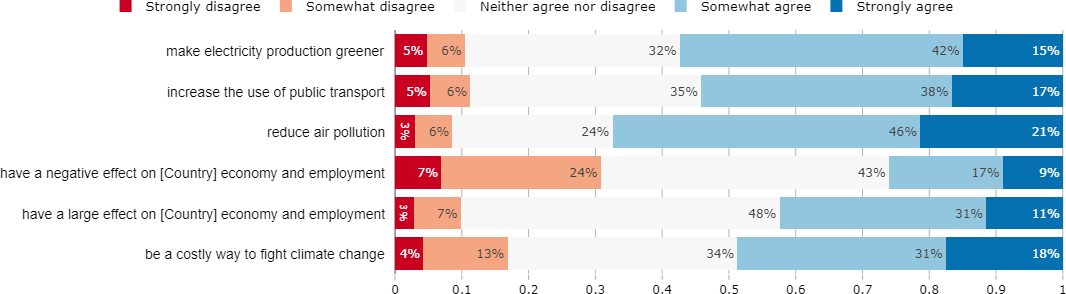 Strongly disagree Somewhat disagree Neither agree nor disagree Somewhat agree Strongly agree
make electricity production greener 5% 6% 32% 42% 15%
increase the use of public transport 5% 6% 35% 38% 17%
reduce air pollution 3% 6% 24% 46% 21%
have a negative effect on [Country] economy and employment 7% 24% 43% 17% 9%
have a large effect on [Country] economy and employment 3% 7% 48% 31% 11%
be a costly way to fight climate change 4% 13% 34% 31% 18%
0 0.1 0.2 0.3 0.4 0.5 0.6 0.7 0.8 0.9 1